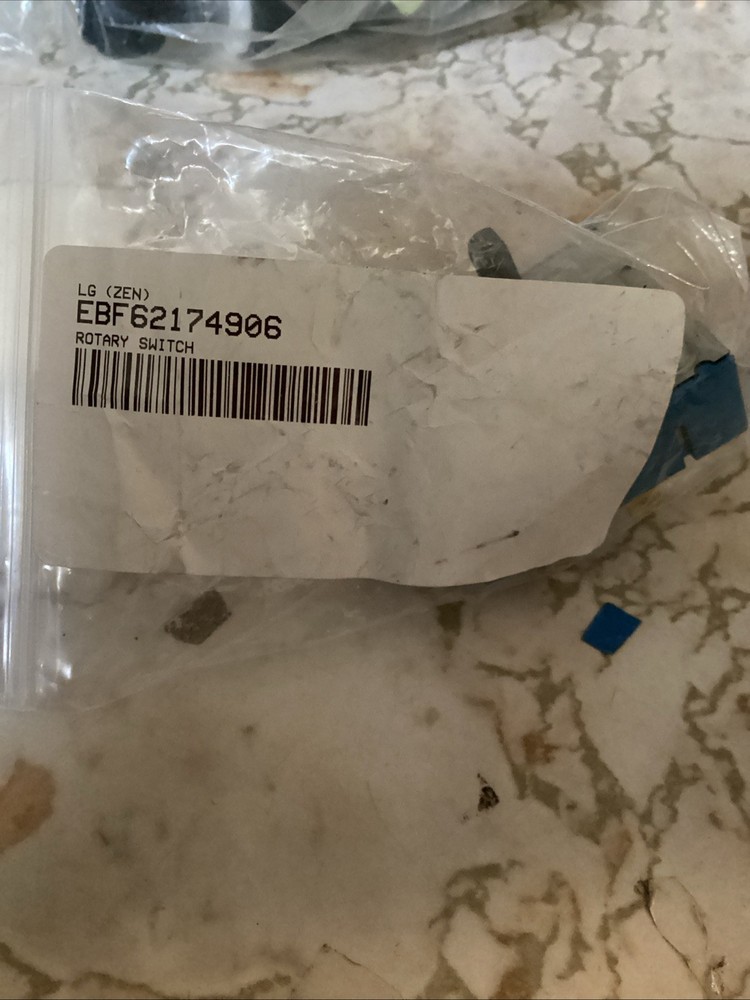 LG (ZEN)
EBF62174906
ROTARY SWITCH